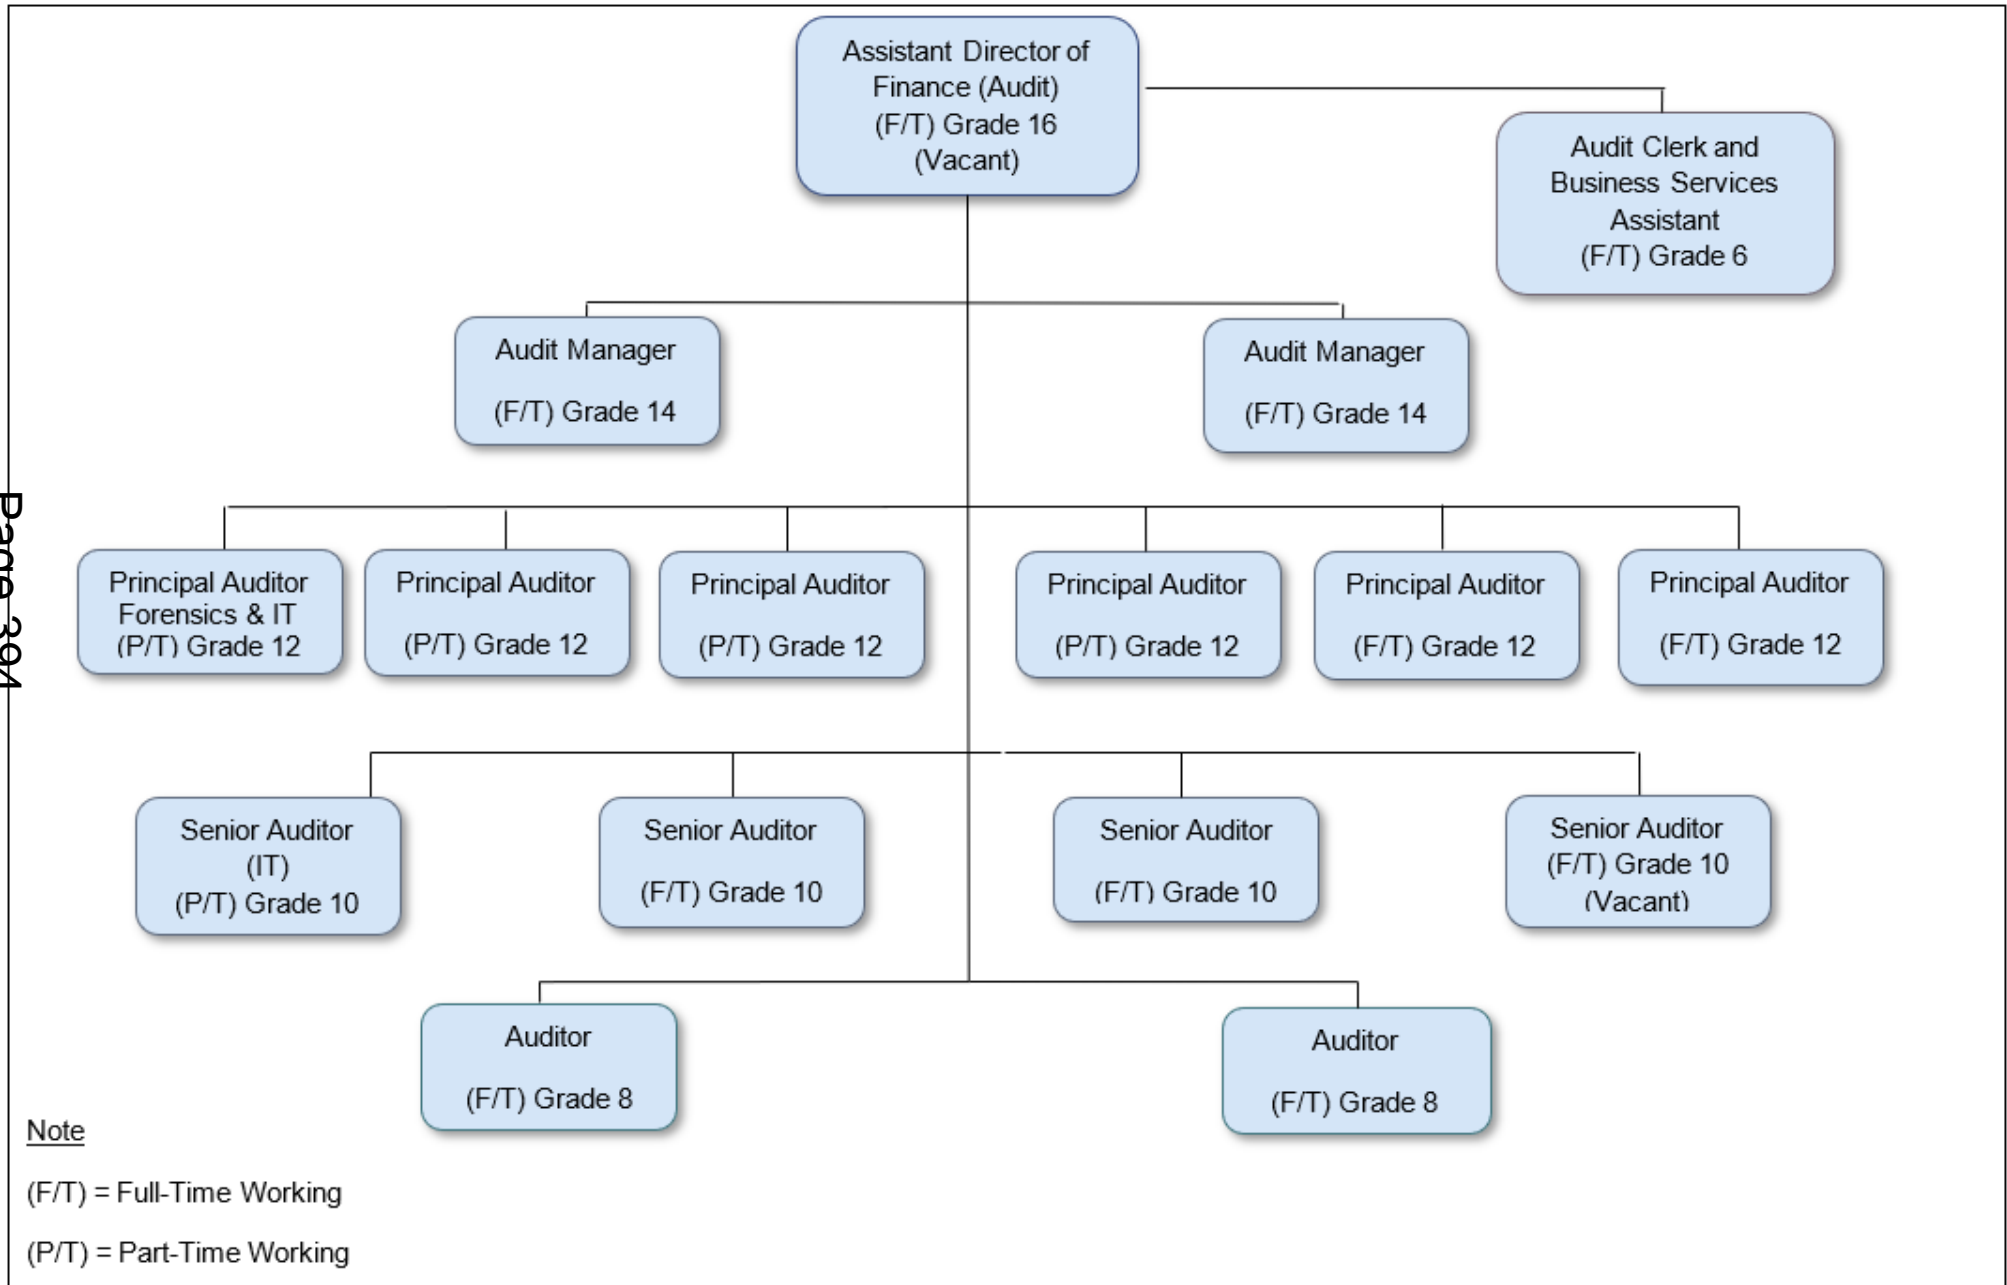 Assistant Director of
Finance (Audit)
(F/T) Grade 16
(Vacant)
Audit Clerk and
Business Services
Assistant
(F/T) Grade 6
Audit Manager
(F/T) Grade 14
Audit Manager
(F/T) Grade 14
Page 394
Principal Auditor
Forensics & IT
(P/T) Grade 12
Principal Auditor
(P/T) Grade 12
Principal Auditor
(P/T) Grade 12
Principal Auditor
(P/T) Grade 12
Principal Auditor
(F/T) Grade 12
Principal Auditor
(F/T) Grade 12
Senior Auditor
(IT)
(P/T) Grade 10
Senior Auditor
(F/T) Grade 10
Senior Auditor
(F/T) Grade 10
Senior Auditor
(F/T) Grade 10
(Vacant)
Auditor
(F/T) Grade 8
Auditor
(F/T) Grade 8
Note
(F/T) = Full-Time Working
(P/T) = Part-Time Working